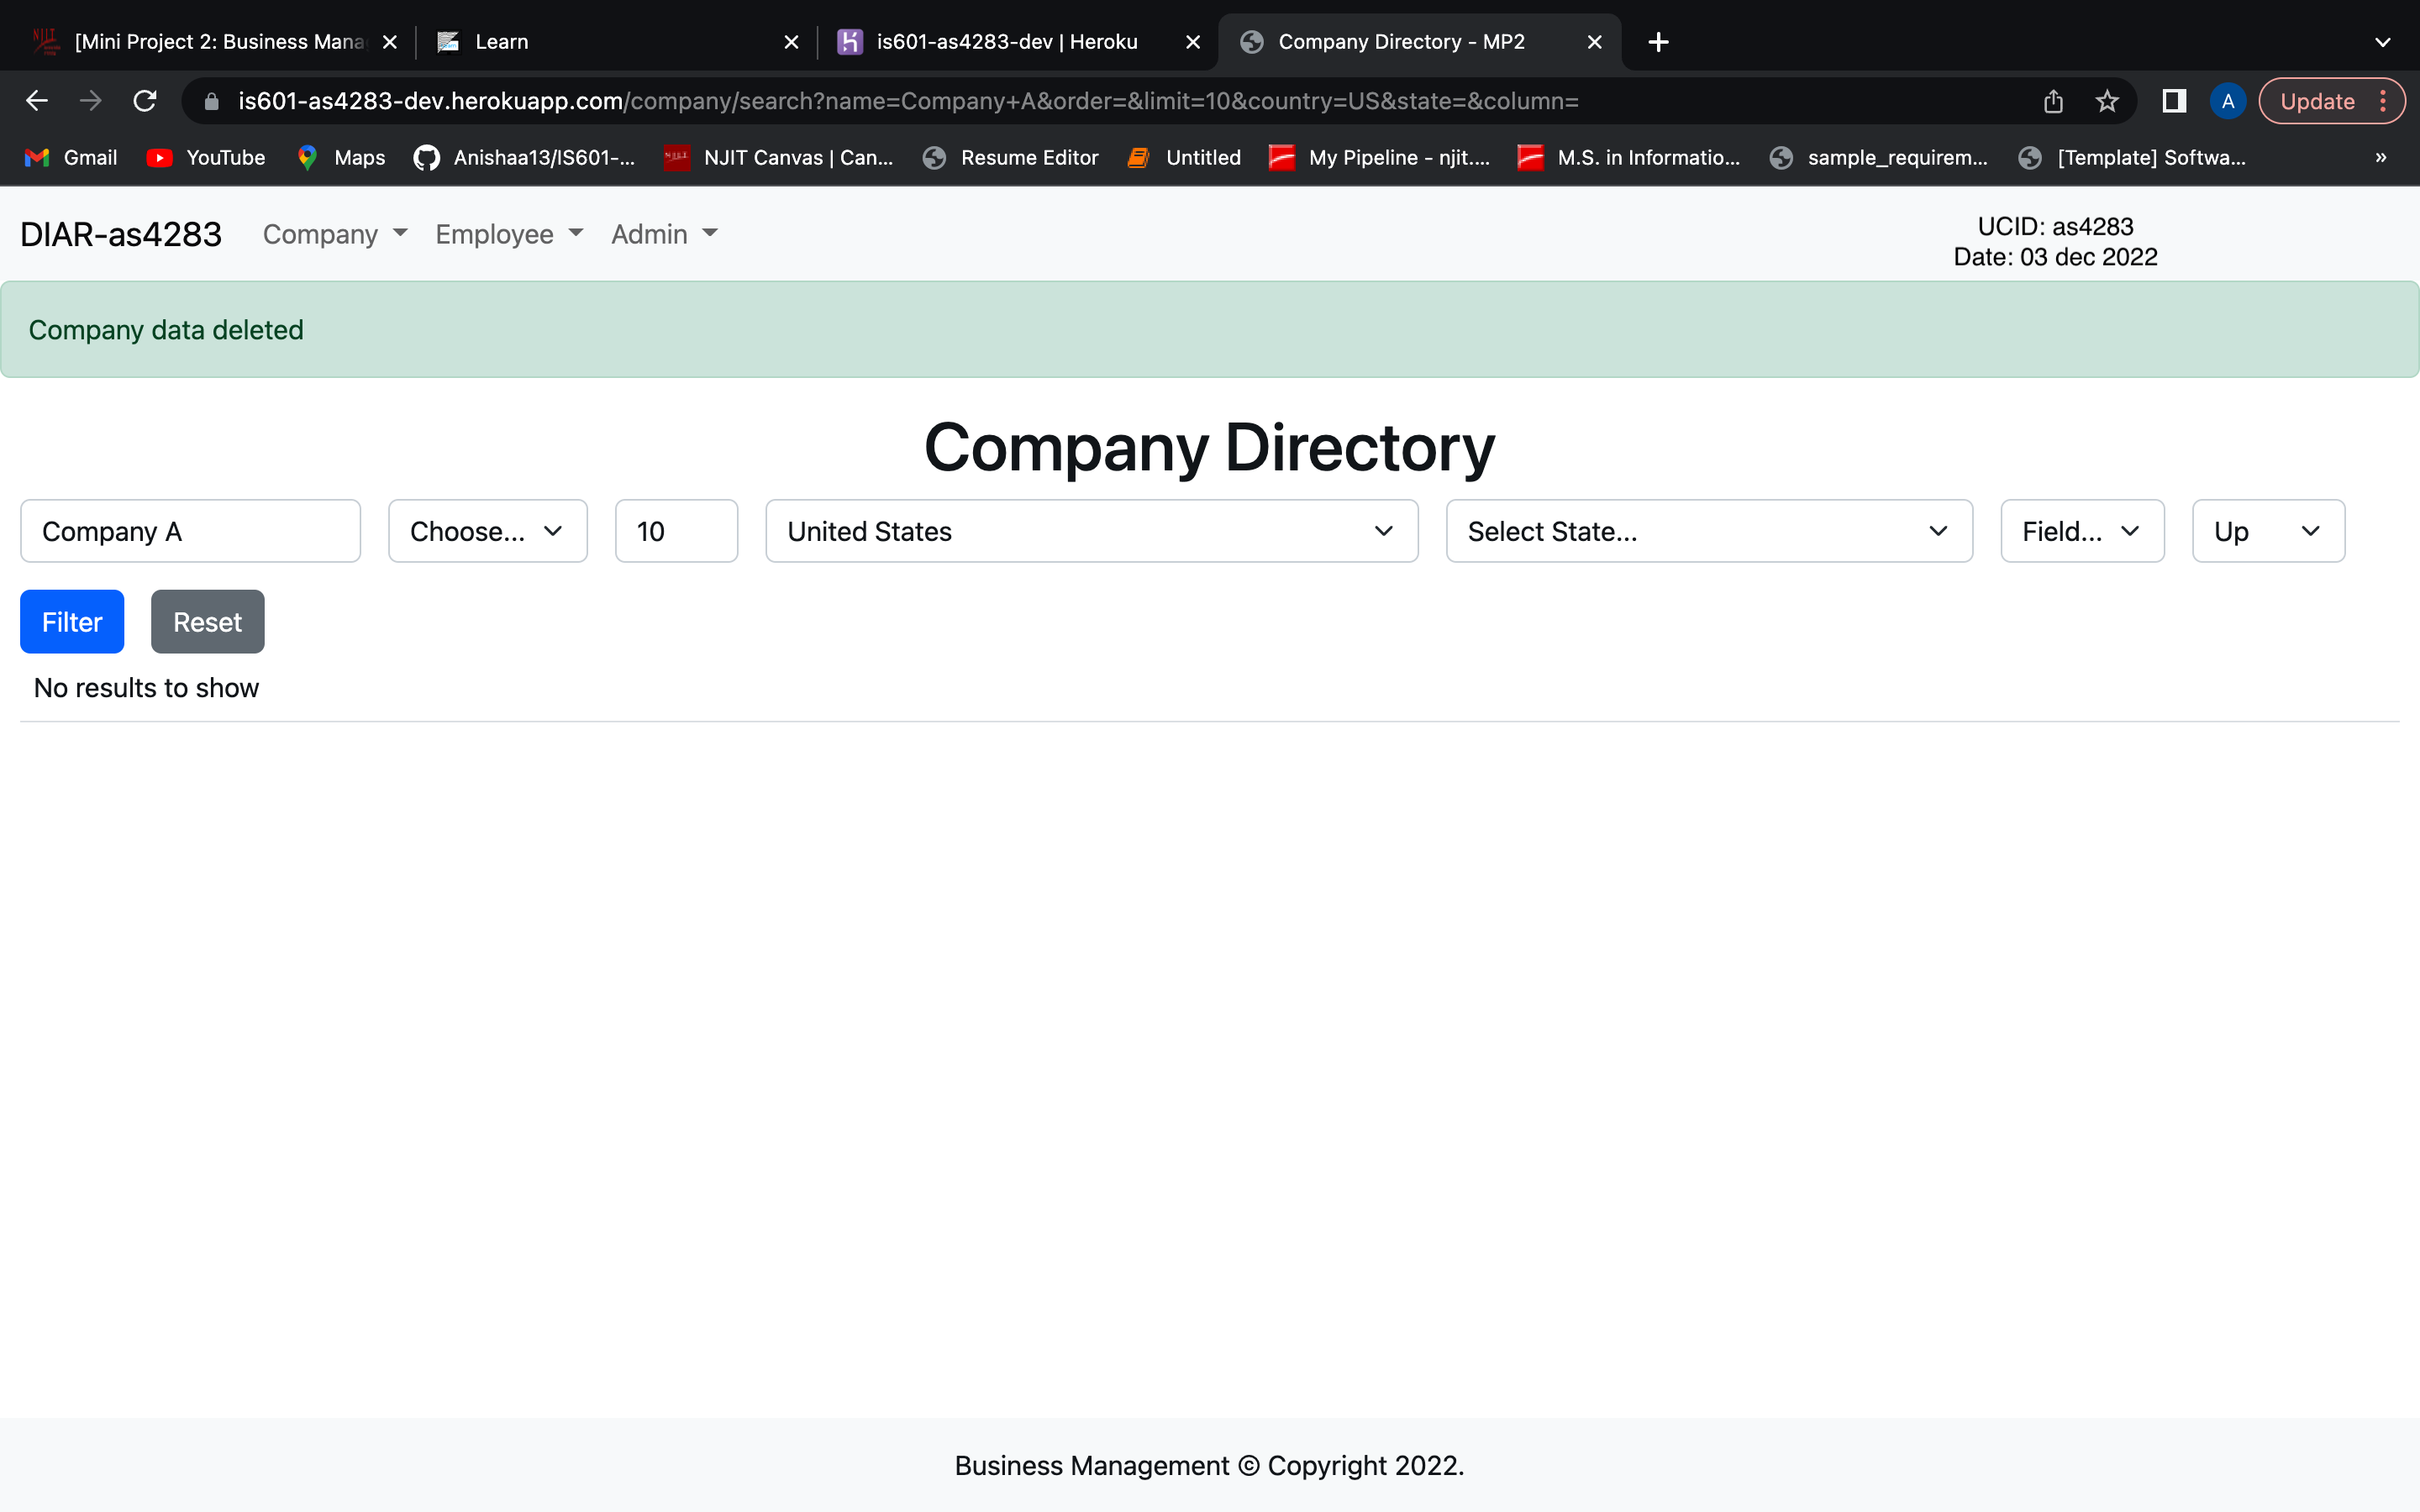 [Mini Project 2: Business Mana
Learn
is601-as4283-dev | Heroku
Company Directory - MP2
is601-as4283-dev.herokuapp.com/company/search?name=Company+A&order=&limit=10&country=US&state=&column=
A
Update
Gmail
YouTube
Maps
Anishaa13/IS601-...
NJIT Canvas | Can...
Resume Editor
Untitled
My Pipeline - njit....
M.S. in Informatio...
sample_requirem...
[Template] Softwa...
»
DIAR-as4283
Company
Employee
Admin
UCID: as4283
Date: 03 dec 2022
Company data deleted
Company Directory
Company A
Choose...
10
United States
Select State...
Field...
Up
Filter
Reset
No results to show
Business Management © Copyright 2022.